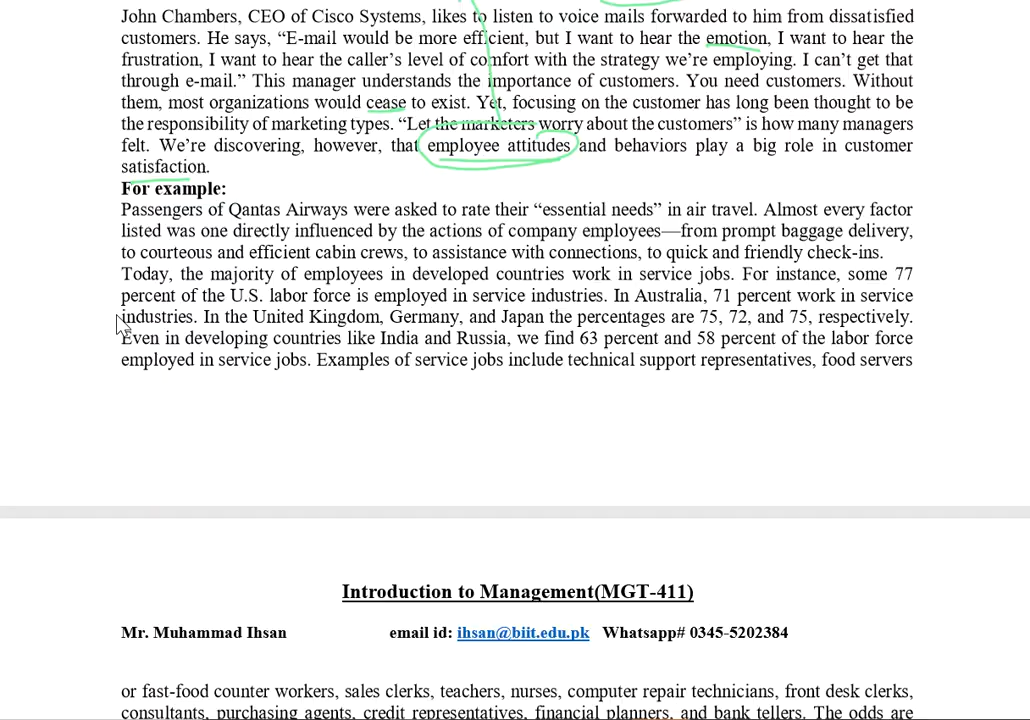 John Chambers, CEO of Cisco Systems, likes to listen to voice mails forwarded to him from dissatisfied
customers. He says, “E-mail would be more efficient, but I want to hear the emotion, I want to hear the
frustration, I want to hear the caller’s level of comfort with the strategy we’re employing. I can’t get that
through e-mail.” This manager understands the importance of customers. You need customers. Without
them, most organizations would cease to exist. Yet, focusing on the customer has long been thought to be
the responsibility of marketing types. “Let the marketers worry about the customers” is how many managers
felt. We’re discovering, however, that employee attitudes and behaviors play a big role in customer
satisfaction.
For example:
Passengers of Qantas Airways were asked to rate their “essential needs” in air travel. Almost every factor
listed was one directly influenced by the actions of company employees—from prompt baggage delivery,
to courteous and efficient cabin crews, to assistance with connections, to quick and friendly check-ins.
Today, the majority of employees in developed countries work in service jobs. For instance, some 77
percent of the U.S. labor force is employed in service industries. In Australia, 71 percent work in service
industries. In the United Kingdom, Germany, and Japan the percentages are 75, 72, and 75, respectively.
Even in developing countries like India and Russia, we find 63 percent and 58 percent of the labor force
employed in service jobs. Examples of service jobs include technical support representatives, food servers
Introduction to Management(MGT-411)
Mr. Muhammad Ihsan email id: ihsan@biit.edu.pk Whatsapp# 0345-5202384
or fast-food counter workers, sales clerks, teachers, nurses, computer repair technicians, front desk clerks,
consultants, purchasing agents, credit representatives, financial planners, and bank tellers. The odds are